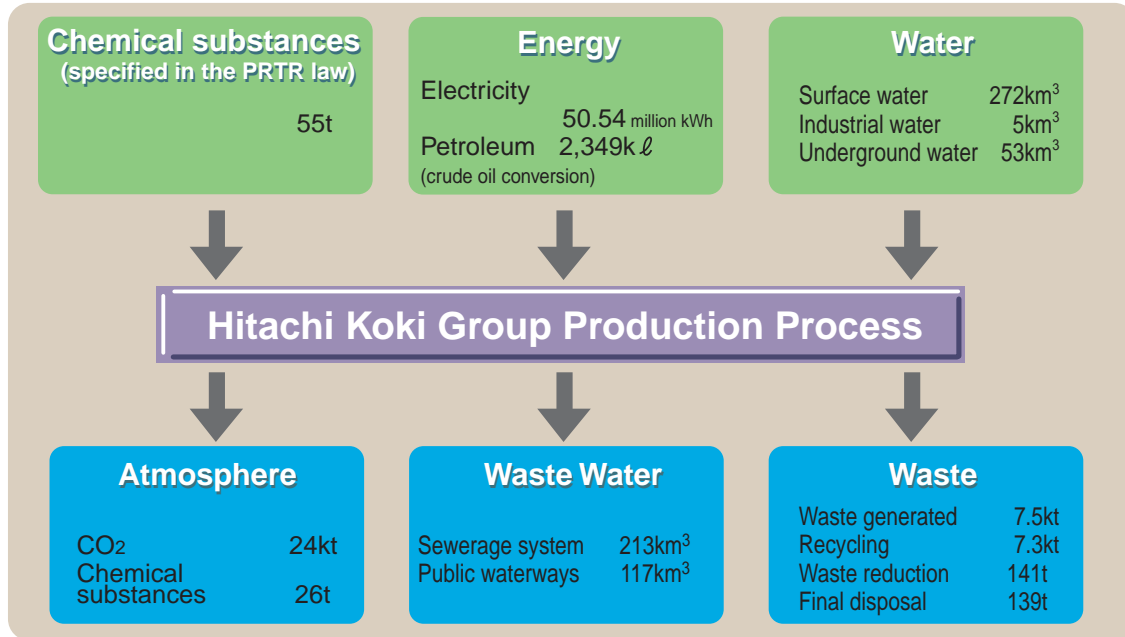 Chemical substances
(specified in the PRTR law)
55t
Energy
Electricity
50.54 million kWh
Petroleum 2,349kℓ
(crude oil conversion)
Water
Surface water 272km³
Industrial water 5km³
Underground water 53km³
Hitachi Koki Group Production Process
Atmosphere
CO2 24kt
Chemical
substances 26t
Waste Water
Sewerage system 213km³
Public waterways 117km³
Waste
Waste generated 7.5kt
Recycling 7.3kt
Waste reduction 141t
Final disposal 139t